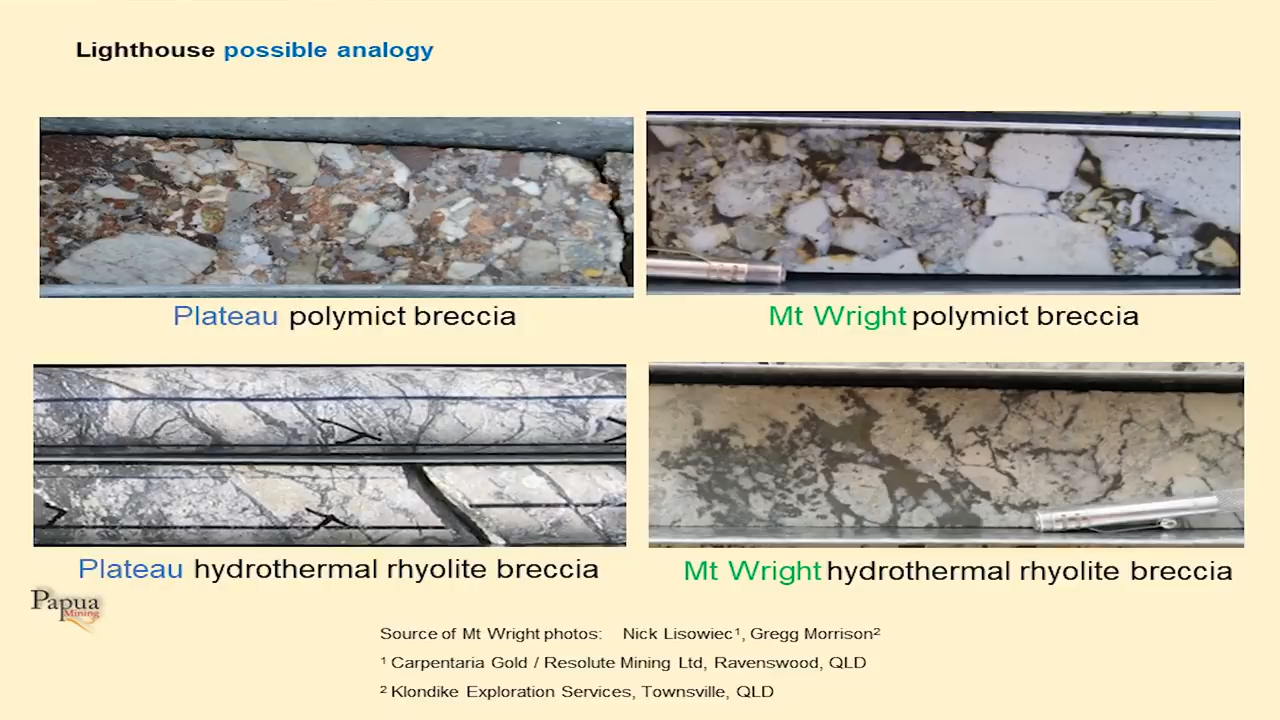 Lighthouse possible analogy
Plateau polymict breccia
Mt Wright polymict breccia
Plateau hydrothermal rhyolite breccia
Mt Wright hydrothermal rhyolite breccia
Papua
Mining
Source of Mt Wright photos: Nick Lisowiec¹, Gregg Morrison²
¹ Carpentaria Gold / Resolute Mining Ltd, Ravenswood, QLD
² Klondike Exploration Services, Townsville, QLD